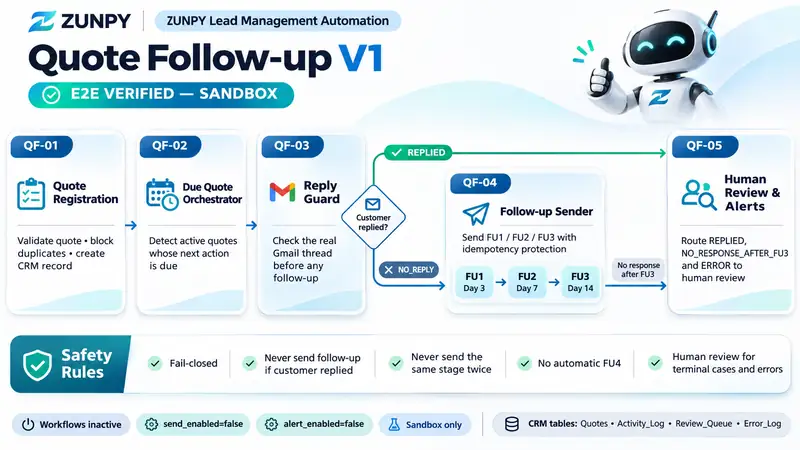 ZUNPY
ZUNPY Lead Management Automation
Quote Follow-up V1
E2E VERIFIED — SANDBOX
QF-01
Quote
Registration
Validate quote • block
duplicates • create
CRM record
QF-02
Due Quote
Orchestrator
Detect active quotes
whose next action
is due
QF-03
Reply
Guard
Check the real
Gmail thread
before any
follow-up
Customer
replied?
REPLIED
NO_REPLY
QF-04
Follow-up Sender
Send FU1 / FU2 / FU3 with
idempotency protection
FU1
Day 3
FU2
Day 7
FU3
Day 14
No response
after FU3
QF-05
Human
Review &
Alerts
Route REPLIED,
NO_RESPONSE_AFTER_FU3
and ERROR to
human review
Safety
Rules
Fail-closed
Never send follow-up
if customer replied
Never send the
same stage twice
No automatic FU4
Human review for
terminal cases and errors
Workflows inactive
send_enabled=false
alert_enabled=false
Sandbox only
CRM tables: Quotes • Activity_Log • Review_Queue • Error_Log